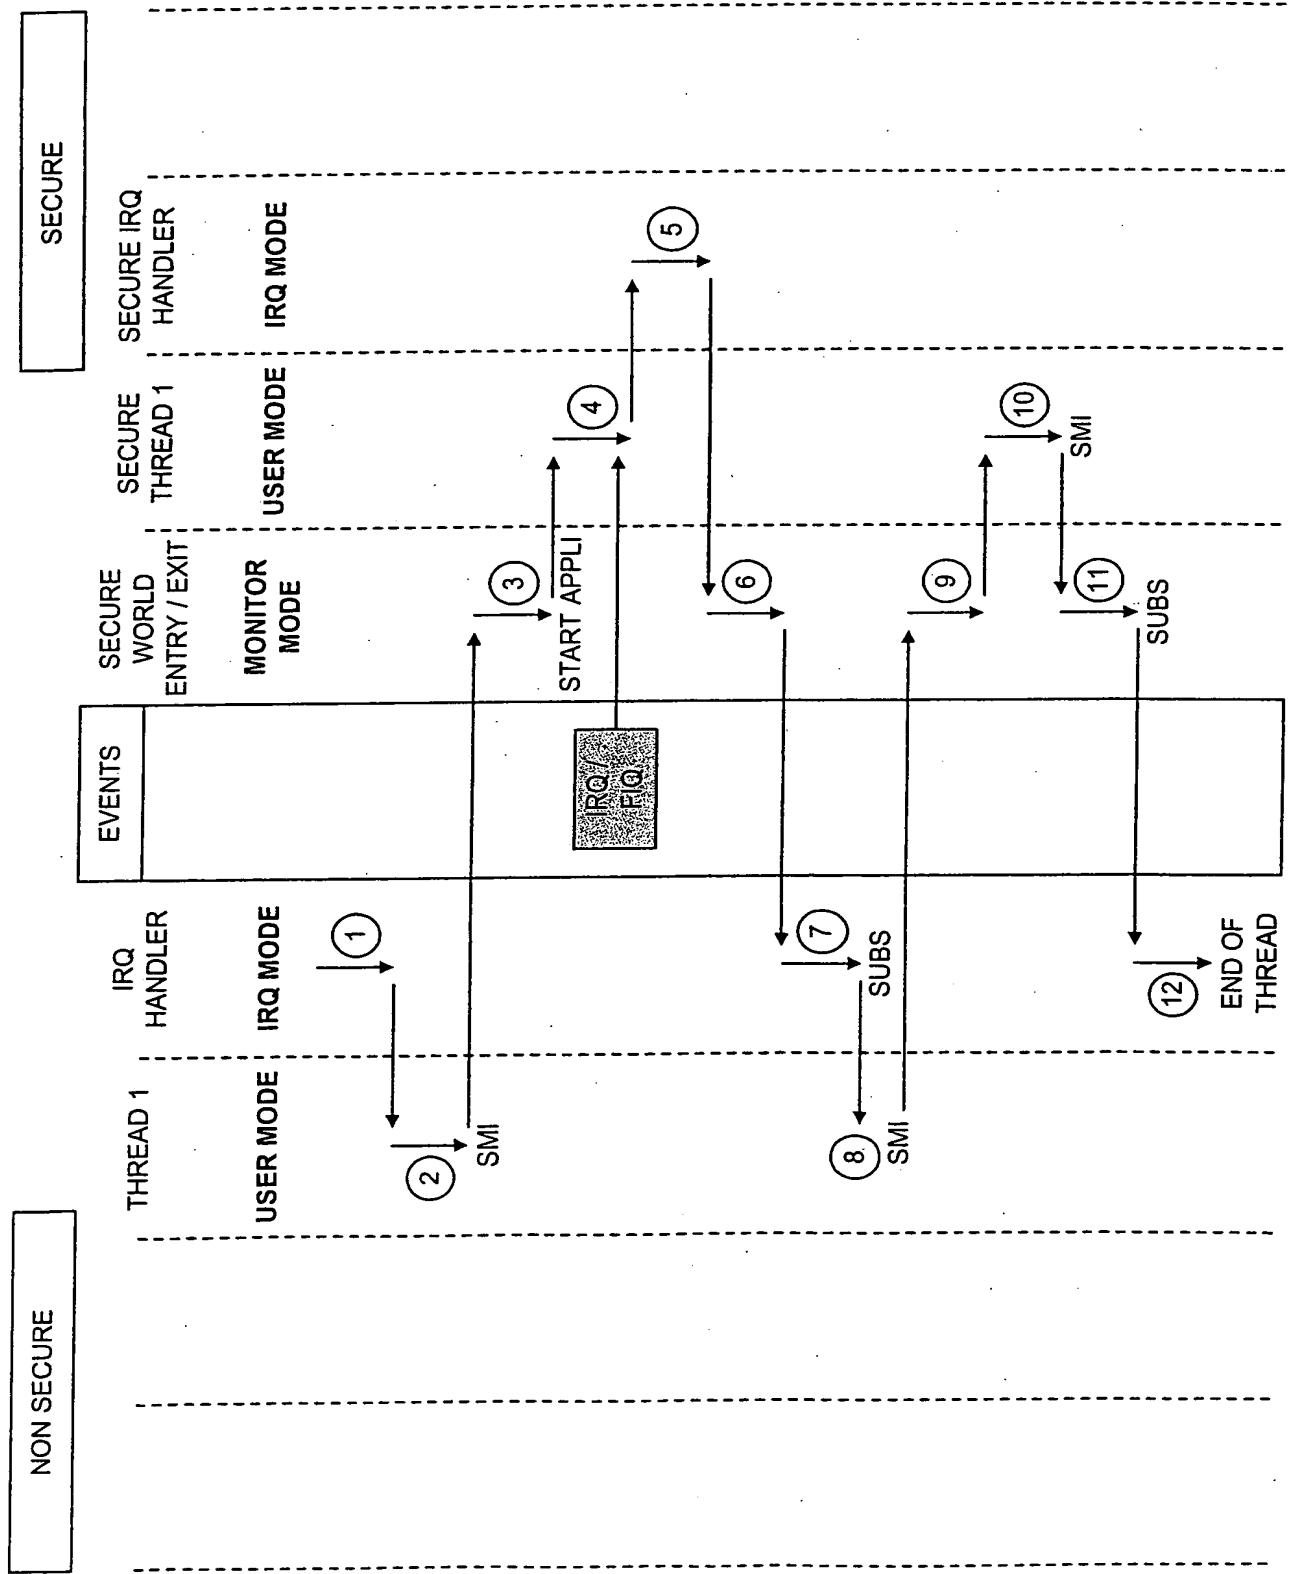 NON SECURE
SECURE
THREAD 1
IRQ
HANDLER
EVENTS
SECURE
WORLD
ENTRY / EXIT
SECURE
THREAD 1
SECURE IRQ
HANDLER
USER MODE
IRQ MODE
MONITOR
MODE
USER MODE
IRQ MODE
1
2
SMI
3
START APPLI
4
IRQ /
FIQ
5
6
7
SUBS
8
SMI
9
10
SMI
11
SUBS
12
END OF
THREAD